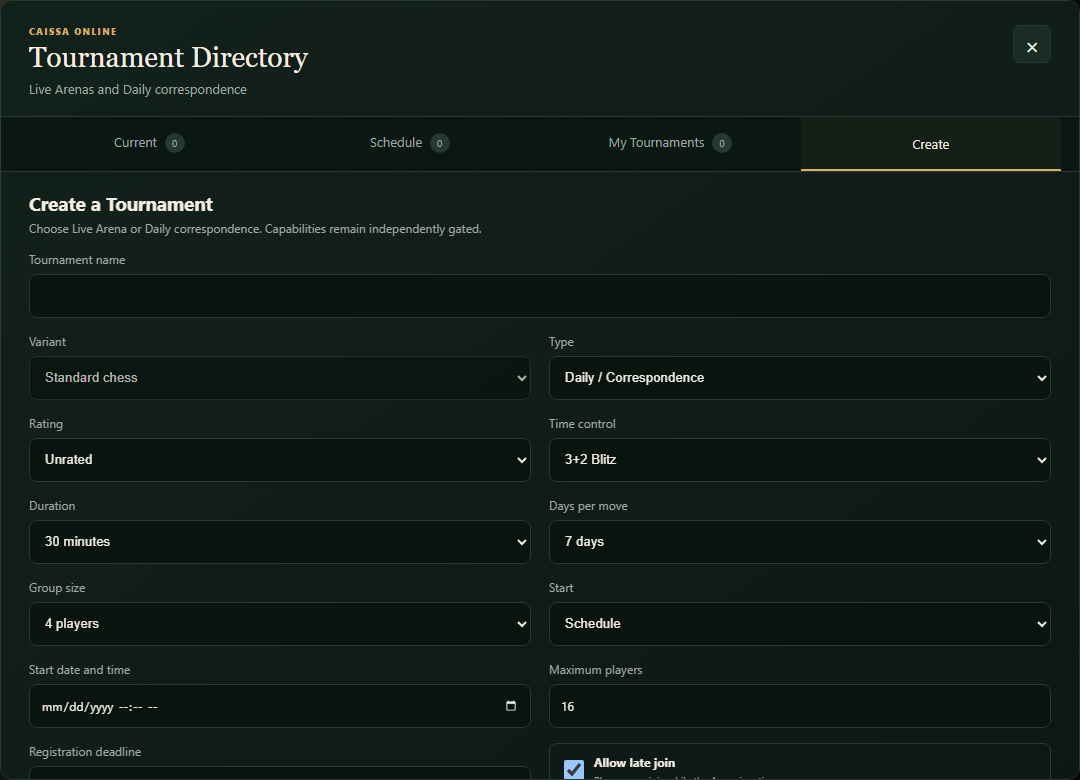 CAISSA ONLINE
Tournament Directory
Live Arenas and Daily correspondence
×
Current 0
Schedule 0
My Tournaments 0
Create
Create a Tournament
Choose Live Arena or Daily correspondence. Capabilities remain independently gated.
Tournament name
Variant
Type
Standard chess
Daily / Correspondence
Rating
Time control
Unrated
3+2 Blitz
Duration
Days per move
30 minutes
7 days
Group size
Start
4 players
Schedule
Start date and time
Maximum players
mm/dd/yyyy --:-- --
16
Registration deadline
Allow late join